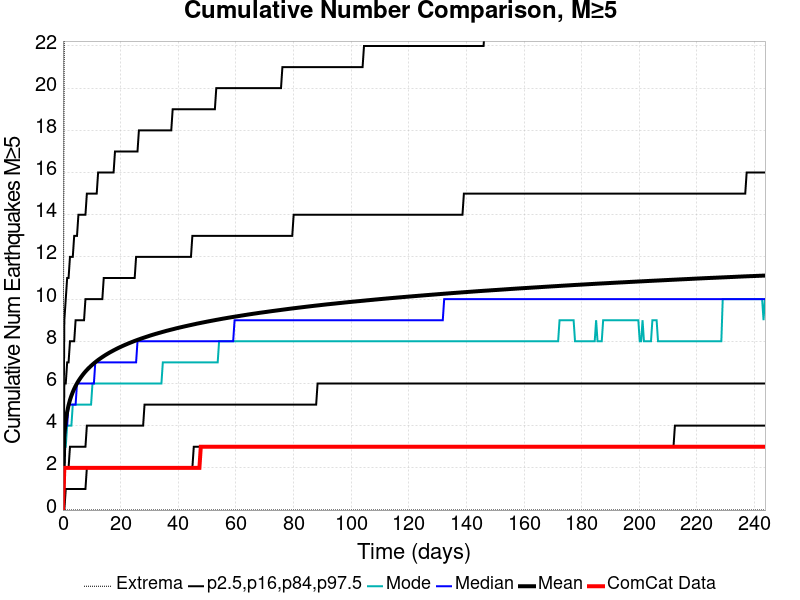 Cumulative Number Comparison, M≥5
Cumulative Num Earthquakes M≥5
22
20
18
16
14
12
10
8
6
4
2
0
0 20 40 60 80 100 120 140 160 180 200 220 240
Time (days)
Extrema p2.5,p16,p84,p97.5 Mode Median Mean ComCat Data